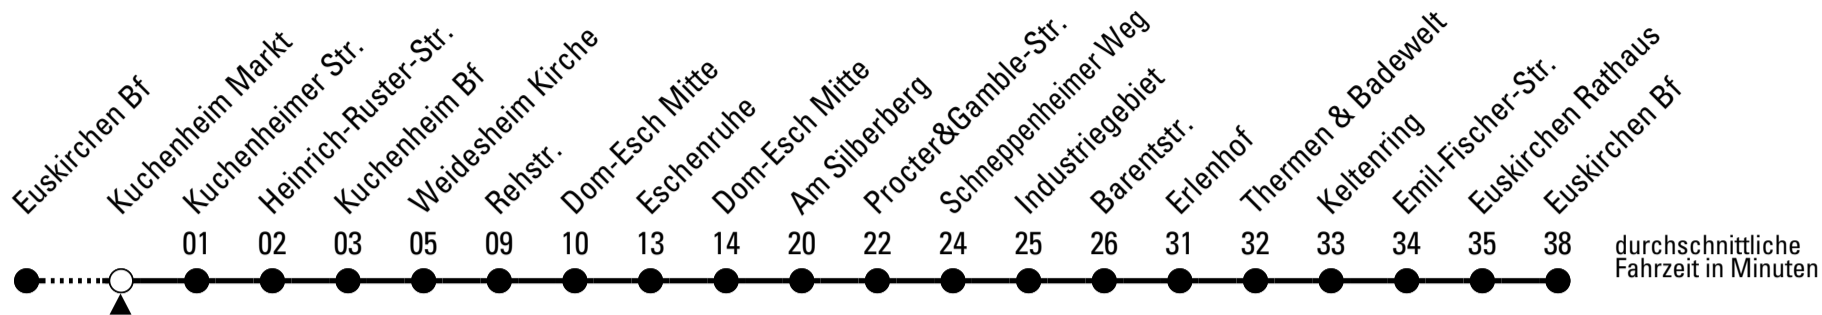 Euskirchen Bf
Kuchenheim Markt
Kuchenheimer Str.
Heinrich-Ruster-Str.
Kuchenheim Bf
Weidesheim Kirche
Rehstr.
Dom-Esch Mitte
Eschenruhe
Dom-Esch Mitte
Am Silberberg
Procter&Gamble-Str.
Schneppenheimer Weg
Industriegebiet
Barentstr.
Erlenhof
Thermen & Badewelt
Keltenring
Emil-Fischer-Str.
Euskirchen Rathaus
Euskirchen Bf
01 02 03 05 09 10 13 14 20 22 24 25 26 31 32 33 34 35 38
durchschnittliche
Fahrzeit in Minuten